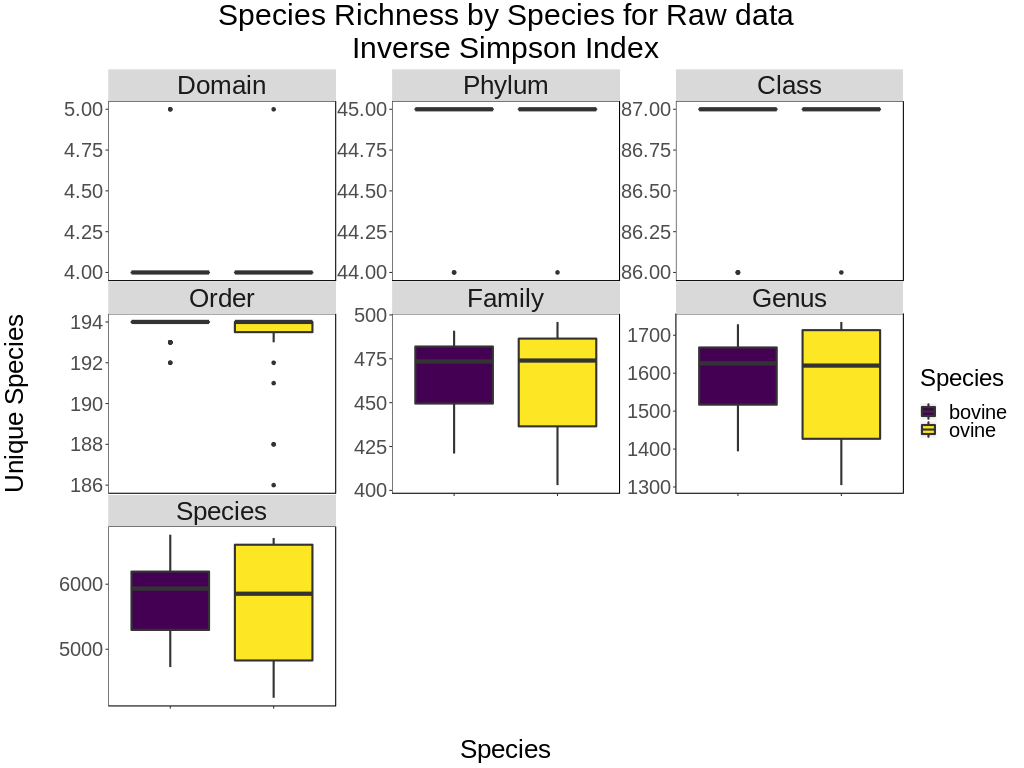 Species Richness by Species for Raw data
Inverse Simpson Index
Domain
Phylum
Class
5.00
4.75
4.50
4.25
4.00
45.00
44.75
44.50
44.25
44.00
87.00
86.75
86.50
86.25
86.00
Order
Family
Genus
194
192
190
188
186
500
475
450
425
400
1700
1600
1500
1400
1300
Species
6000
5000
Unique Species
Species
Species
bovine
ovine